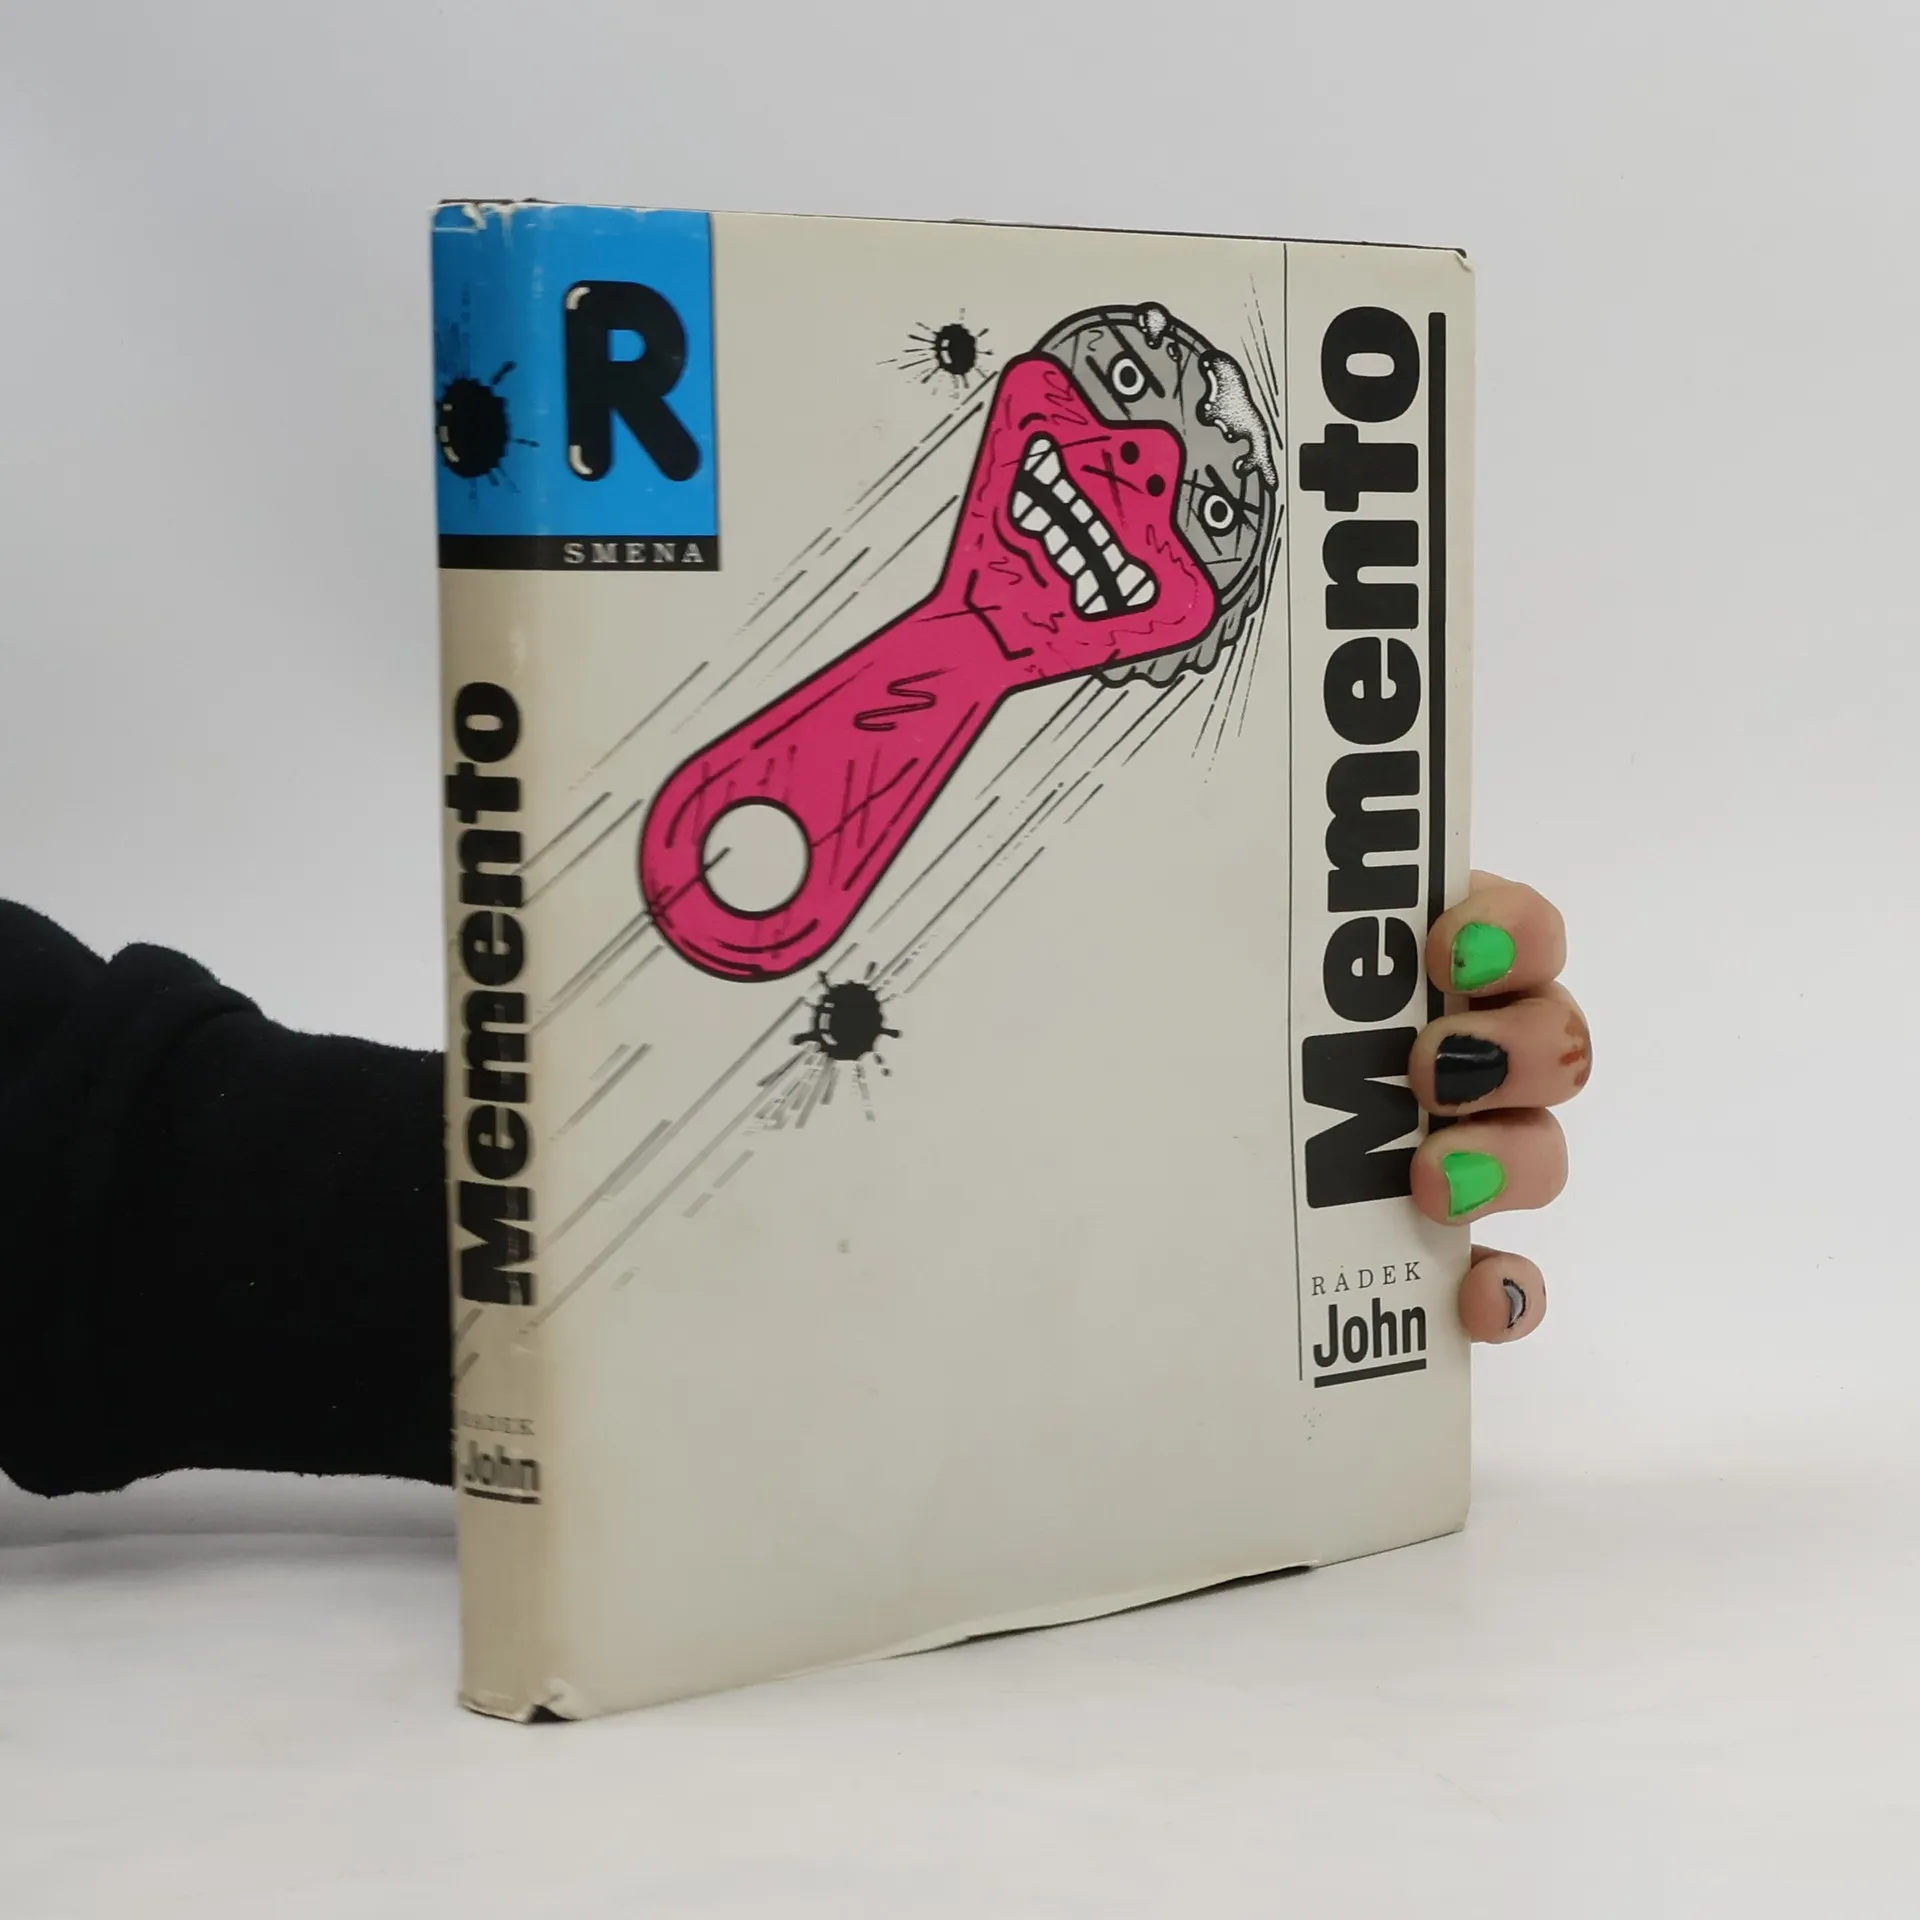 R
SMENA
Memento
RADEK
John
Memento
RADEK
John